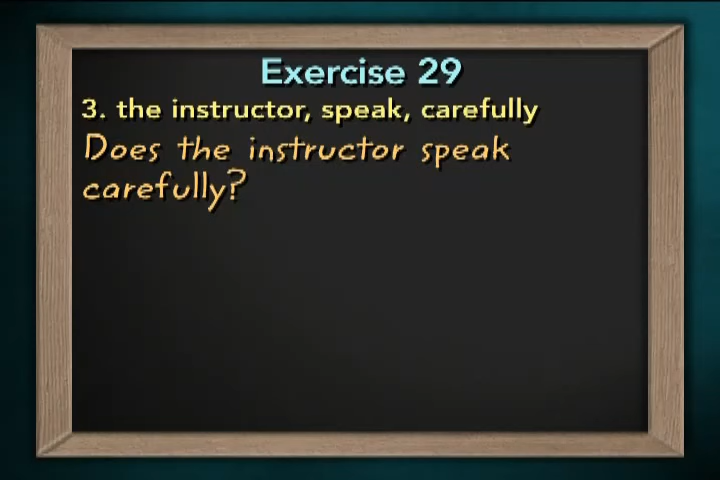 Exercise 29
3. the instructor, speak, carefully
Does the instructor speak
carefully?